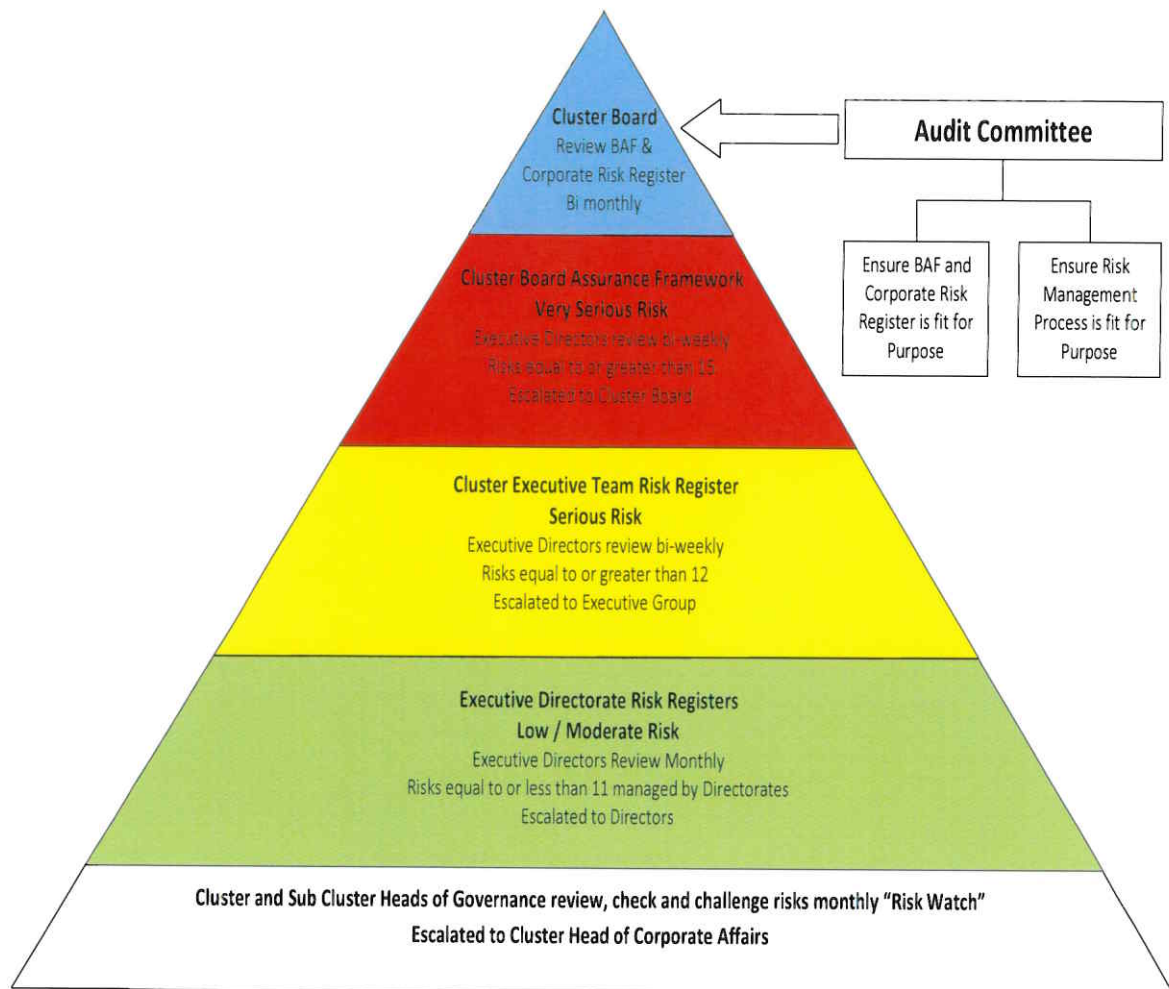 Cluster Board
Review BAF &
Corporate Risk Register
Bi monthly
Audit Committee
Ensure BAF and
Corporate Risk
Register is fit for
Purpose
Ensure Risk
Management
Process is fit for
Purpose
Cluster Board Assurance Framework
Very Serious Risk
Executive Directors review bi-weekly
Risks equal to or greater than 15
Escalated to Cluster Board
Cluster Executive Team Risk Register
Serious Risk
Executive Directors review bi-weekly
Risks equal to or greater than 12
Escalated to Executive Group
Executive Directorate Risk Registers
Low / Moderate Risk
Executive Directors Review Monthly
Risks equal to or less than 11 managed by Directorates
Escalated to Directors
Cluster and Sub Cluster Heads of Governance review, check and challenge risks monthly “Risk Watch”
Escalated to Cluster Head of Corporate Affairs